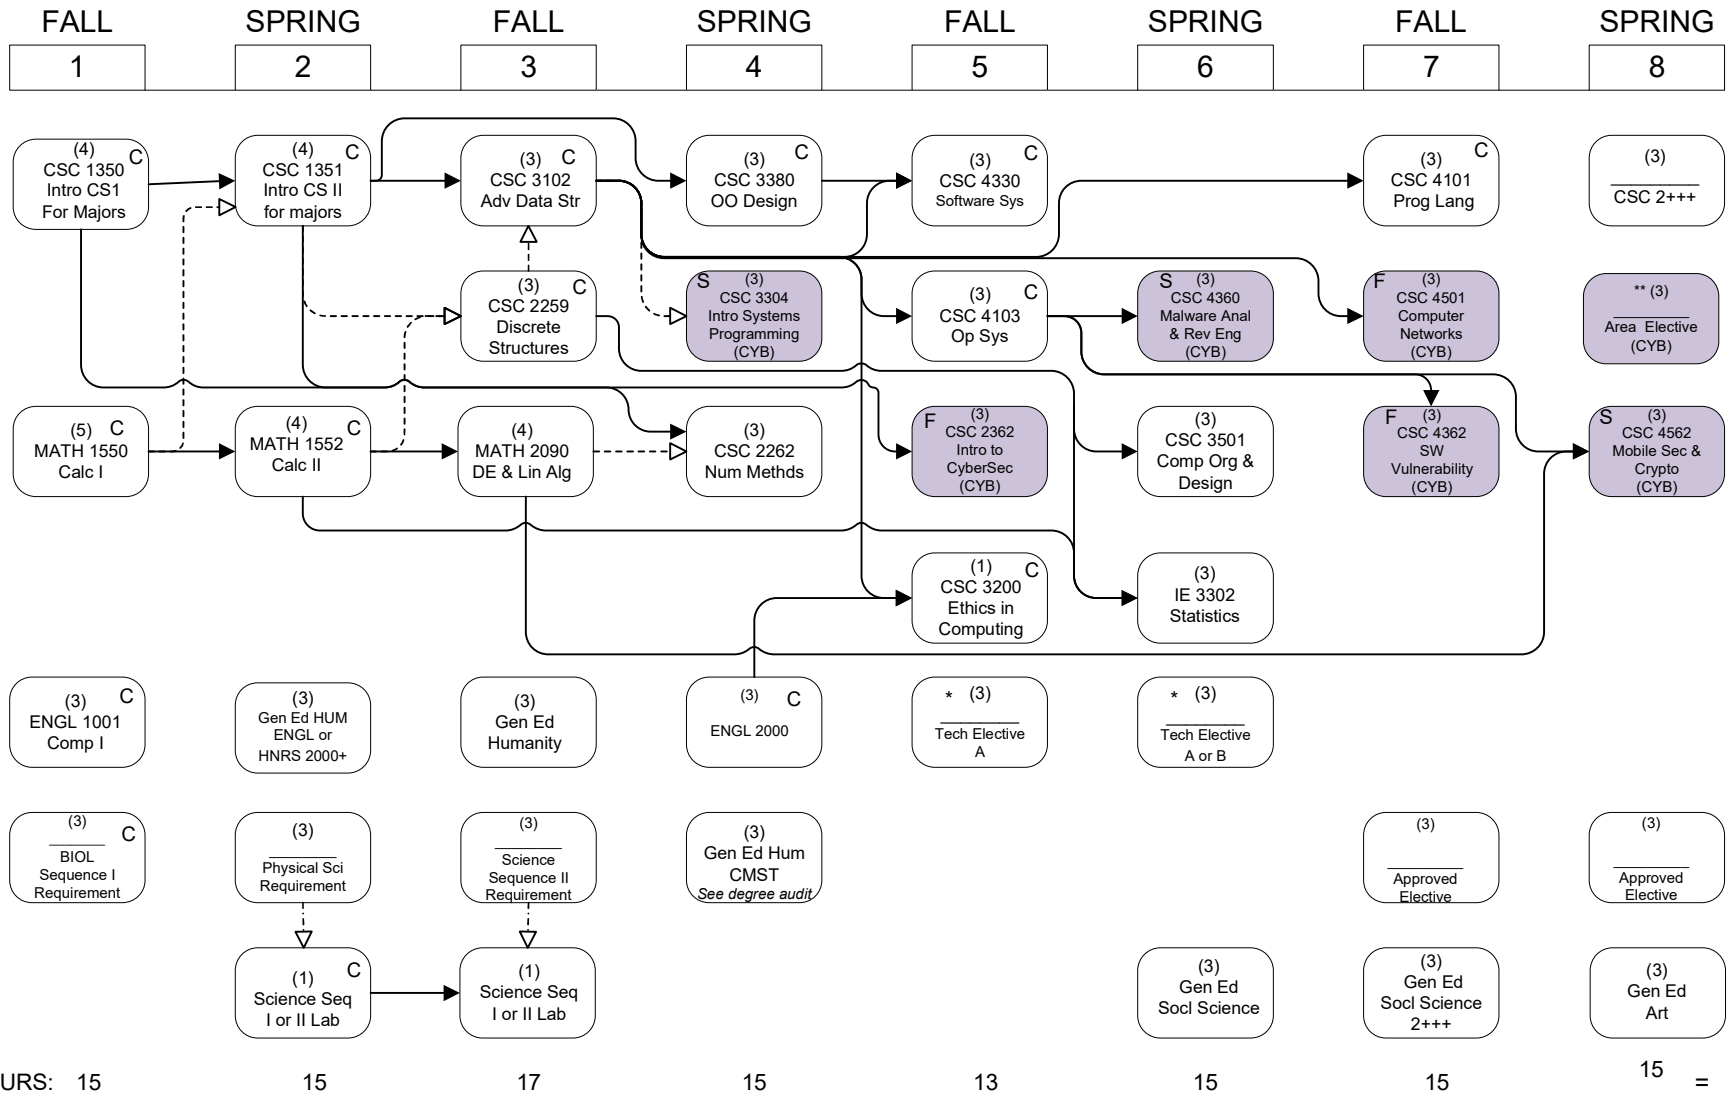 FALL SPRING FALL SPRING FALL SPRING FALL SPRING
1 2 3 4 5 6 7 8
(4) C
CSC 1350
Intro CS1
For Majors
(4) C
CSC 1351
Intro CS II
for majors
(3) C
CSC 3102
Adv Data Str
(3) C
CSC 3380
OO Design
(3) C
CSC 4330
Software Sys
(3) C
CSC 4101
Prog Lang
(3)
CSC 2+++
(3) C
CSC 2259
Discrete
Structures
S (3)
CSC 3304
Intro Systems
Programming
(CYB)
(3) C
CSC 4103
Op Sys
S (3)
CSC 4360
Malware Anal
& Rev Eng
(CYB)
F (3)
CSC 4501
Computer
Networks
(CYB)
** (3)
Area Elective
(CYB)
(5) C
MATH 1550
Calc I
(4) C
MATH 1552
Calc II
(4)
MATH 2090
DE & Lin Alg
(3)
CSC 2262
Num Methds
F (3)
CSC 2362
Intro to
CyberSec
(CYB)
(3)
CSC 3501
Comp Org &
Design
F (3)
CSC 4362
SW
Vulnerability
(CYB)
S (3)
CSC 4562
Mobile Sec &
Crypto
(CYB)
(1) C
CSC 3200
Ethics in
Computing
(3)
IE 3302
Statistics
(3) C
ENGL 1001
Comp I
(3)
Gen Ed HUM
ENGL or
HNRS 2000+
(3)
Gen Ed
Humanity
(3) C
ENGL 2000
* (3)
Tech Elective
A
* (3)
Tech Elective
A or B
(3) C
BIOL
Sequence I
Requirement
(3)
Physical Sci
Requirement
(3)
Science
Sequence II
Requirement
(3)
Gen Ed Hum
CMST
See degree audit
(3)
Approved
Elective
(3)
Approved
Elective
(1) C
Science Seq
I or II Lab
(1)
Science Seq
I or II Lab
(3)
Gen Ed
Socl Science
(3)
Gen Ed
Socl Science
2+++
(3)
Gen Ed
Art
URS: 15 15 17 15 13 15 15 15 =